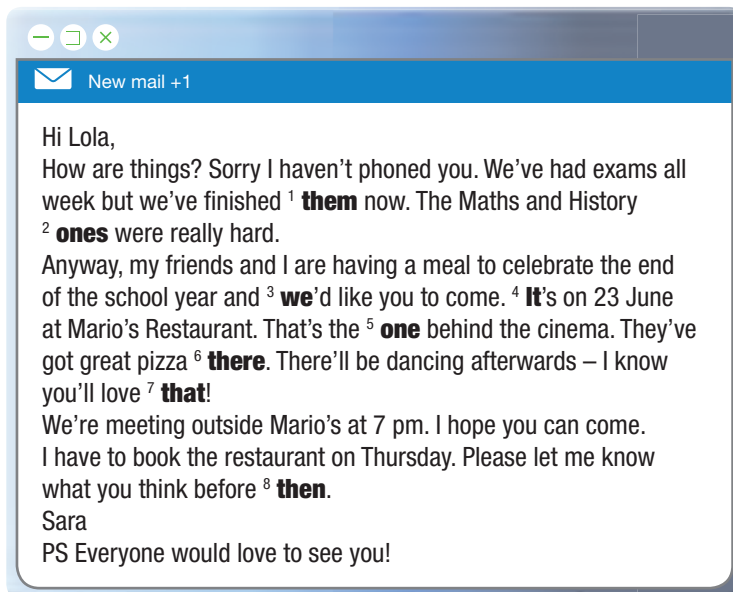 New mail +1
Hi Lola,
How are things? Sorry I haven’t phoned you. We’ve had exams all
week but we’ve finished 1 them now. The Maths and History
2 ones were really hard.
Anyway, my friends and I are having a meal to celebrate the end
of the school year and 3 we’d like you to come. 4 It’s on 23 June
at Mario’s Restaurant. That’s the 5 one behind the cinema. They’ve
got great pizza 6 there. There’ll be dancing afterwards – I know
you’ll love 7 that!
We’re meeting outside Mario’s at 7 pm. I hope you can come.
I have to book the restaurant on Thursday. Please let me know
what you think before 8 then.
Sara
PS Everyone would love to see you!